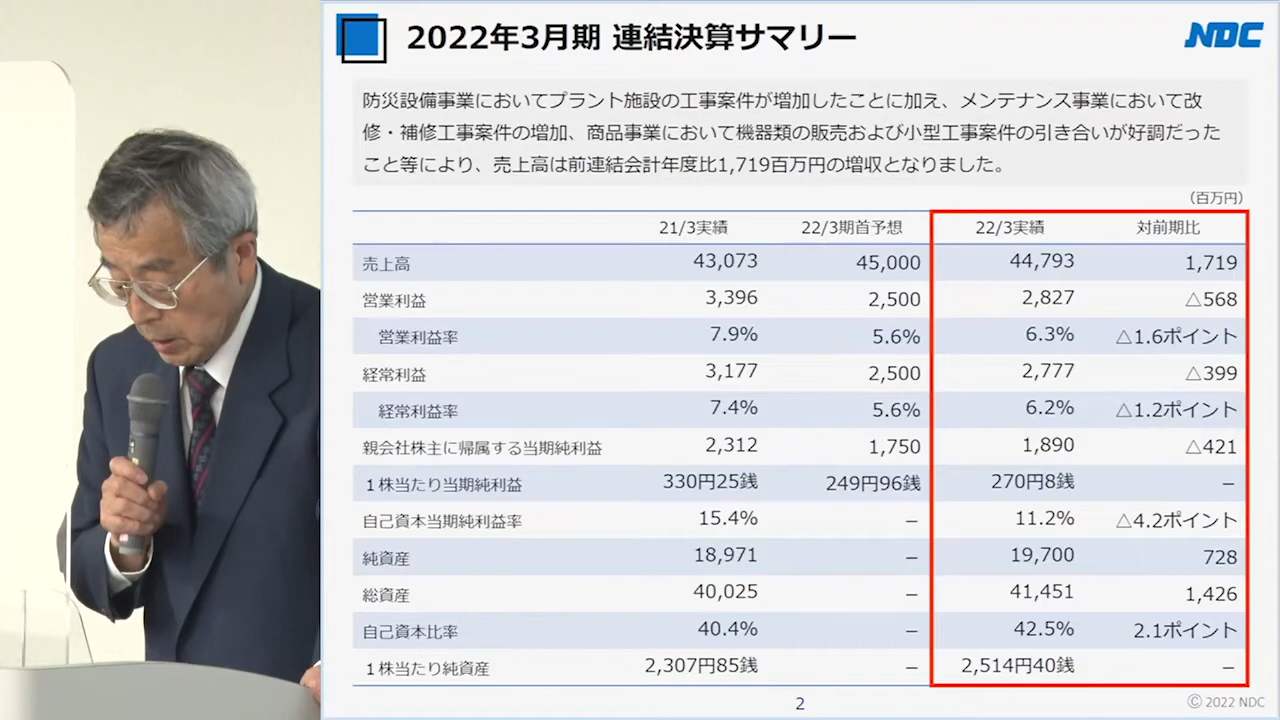 2022年3月期 連結決算サマリー
NDC
防災設備事業においてプラント施設の工事案件が増加したことに加え、メンテナンス事業において改
修・補修工事案件の増加、商品事業において機器類の販売および小型工事案件の引き合いが好調だった
こと等により、売上高は前連結会計年度比1,719百万円の増収となりました。
（百万円）
21/3実績 22/3期首予想 22/3実績 対前期比
売上高 43,073 45,000 44,793 1,719
営業利益 3,396 2,500 2,827 △568
営業利益率 7.9% 5.6% 6.3% △1.6ポイント
経常利益 3,177 2,500 2,777 △399
経常利益率 7.4% 5.6% 6.2% △1.2ポイント
親会社株主に帰属する当期純利益 2,312 1,750 1,890 △421
１株当たり当期純利益 330円25銭 249円96銭 270円8銭 －
自己資本当期純利益率 15.4% － 11.2% △4.2ポイント
純資産 18,971 － 19,700 728
総資産 40,025 － 41,451 1,426
自己資本比率 40.4% － 42.5% 2.1ポイント
１株当たり純資産 2,307円85銭 － 2,514円40銭 －
2
Ⓒ 2022 NDC